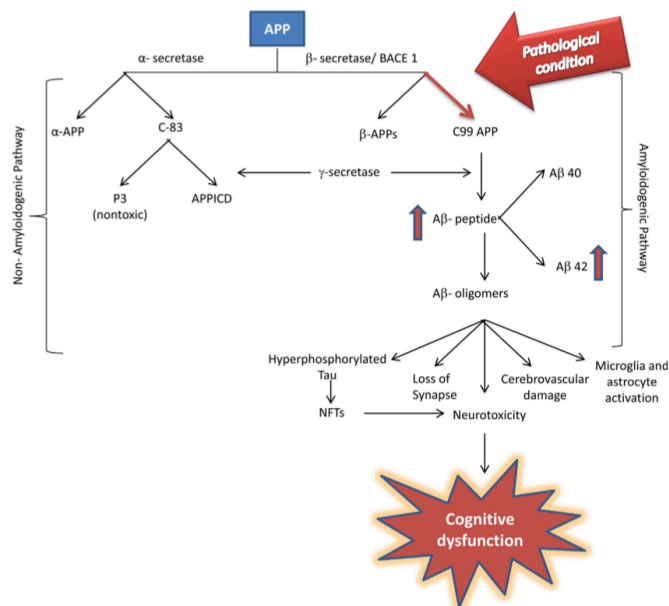 APP
α- secretase
β- secretase/ BACE 1
Pathological
condition
α-APP
C-83
β-APPs
C99 APP
γ-secretase
P3
(nontoxic)
APPICD
Aβ 40
Aβ- peptide
Aβ 42
Aβ- oligomers
Non- Amyloidogenic Pathway
Amyloidogenic Pathway
Hyperphosphorylated
Tau
Loss of
Synapse
Cerebrovascular
damage
Microglia and
astrocyte
activation
NFTs
Neurotoxicity
Cognitive
dysfunction